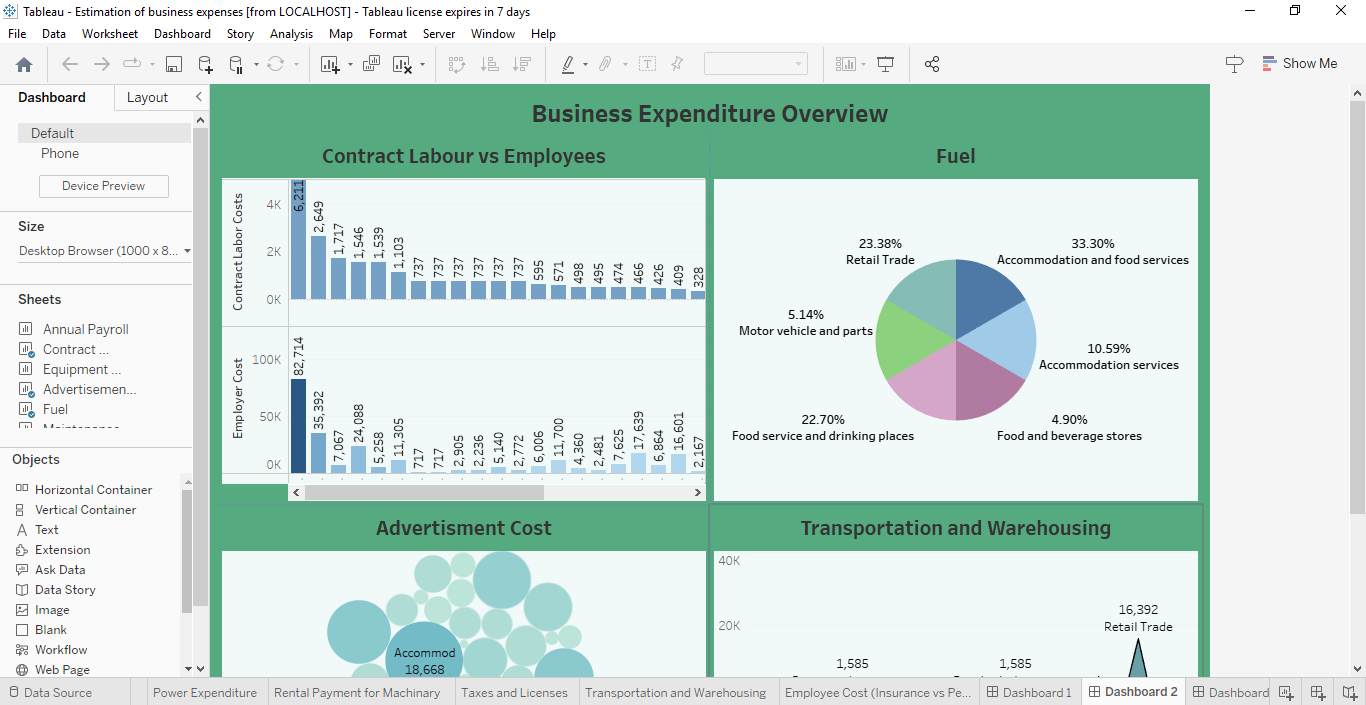 Tableau - Estimation of business expenses [from LOCALHOST] - Tableau license expires in 7 days
File Data Worksheet Dashboard Story Analysis Map Format Server Window Help
Show Me
Dashboard Layout
Default
Phone
Device Preview
Size
Desktop Browser (1000 x 8...
Sheets
Annual Payroll
Contract ...
Equipment ...
Advertisemen...
Fuel
Objects
Horizontal Container
Vertical Container
Text
Extension
Ask Data
Data Story
Image
Blank
Workflow
Web Page
Business Expenditure Overview
Contract Labour vs Employees
Contract Labor Costs
4K
2K
0K
6,211 2,649 1,717 1,546 1,539 1,103 737 737 737 737 737 737 595 571 498 495 474 466 426 409 328
Employer Cost
100K
50K
0K
82,714 35,392 7,067 24,088 5,258 11,305 717 717 2,905 2,236 5,140 2,772 6,006 11,700 4,360 2,481 7,625 17,639 6,864 16,601 2,167
Fuel
23.38%
Retail Trade
33.30%
Accommodation and food services
5.14%
Motor vehicle and parts
10.59%
Accommodation services
22.70%
Food service and drinking places
4.90%
Food and beverage stores
Advertisment Cost
Accommod
18,668
Transportation and Warehousing
40K
20K
16,392
Retail Trade
1,585
1,585
Data Source Power Expenditure Rental Payment for Machinary Taxes and Licenses Transportation and Warehousing Employee Cost (Insurance vs Pe... Dashboard 1 Dashboard 2 Dashboard